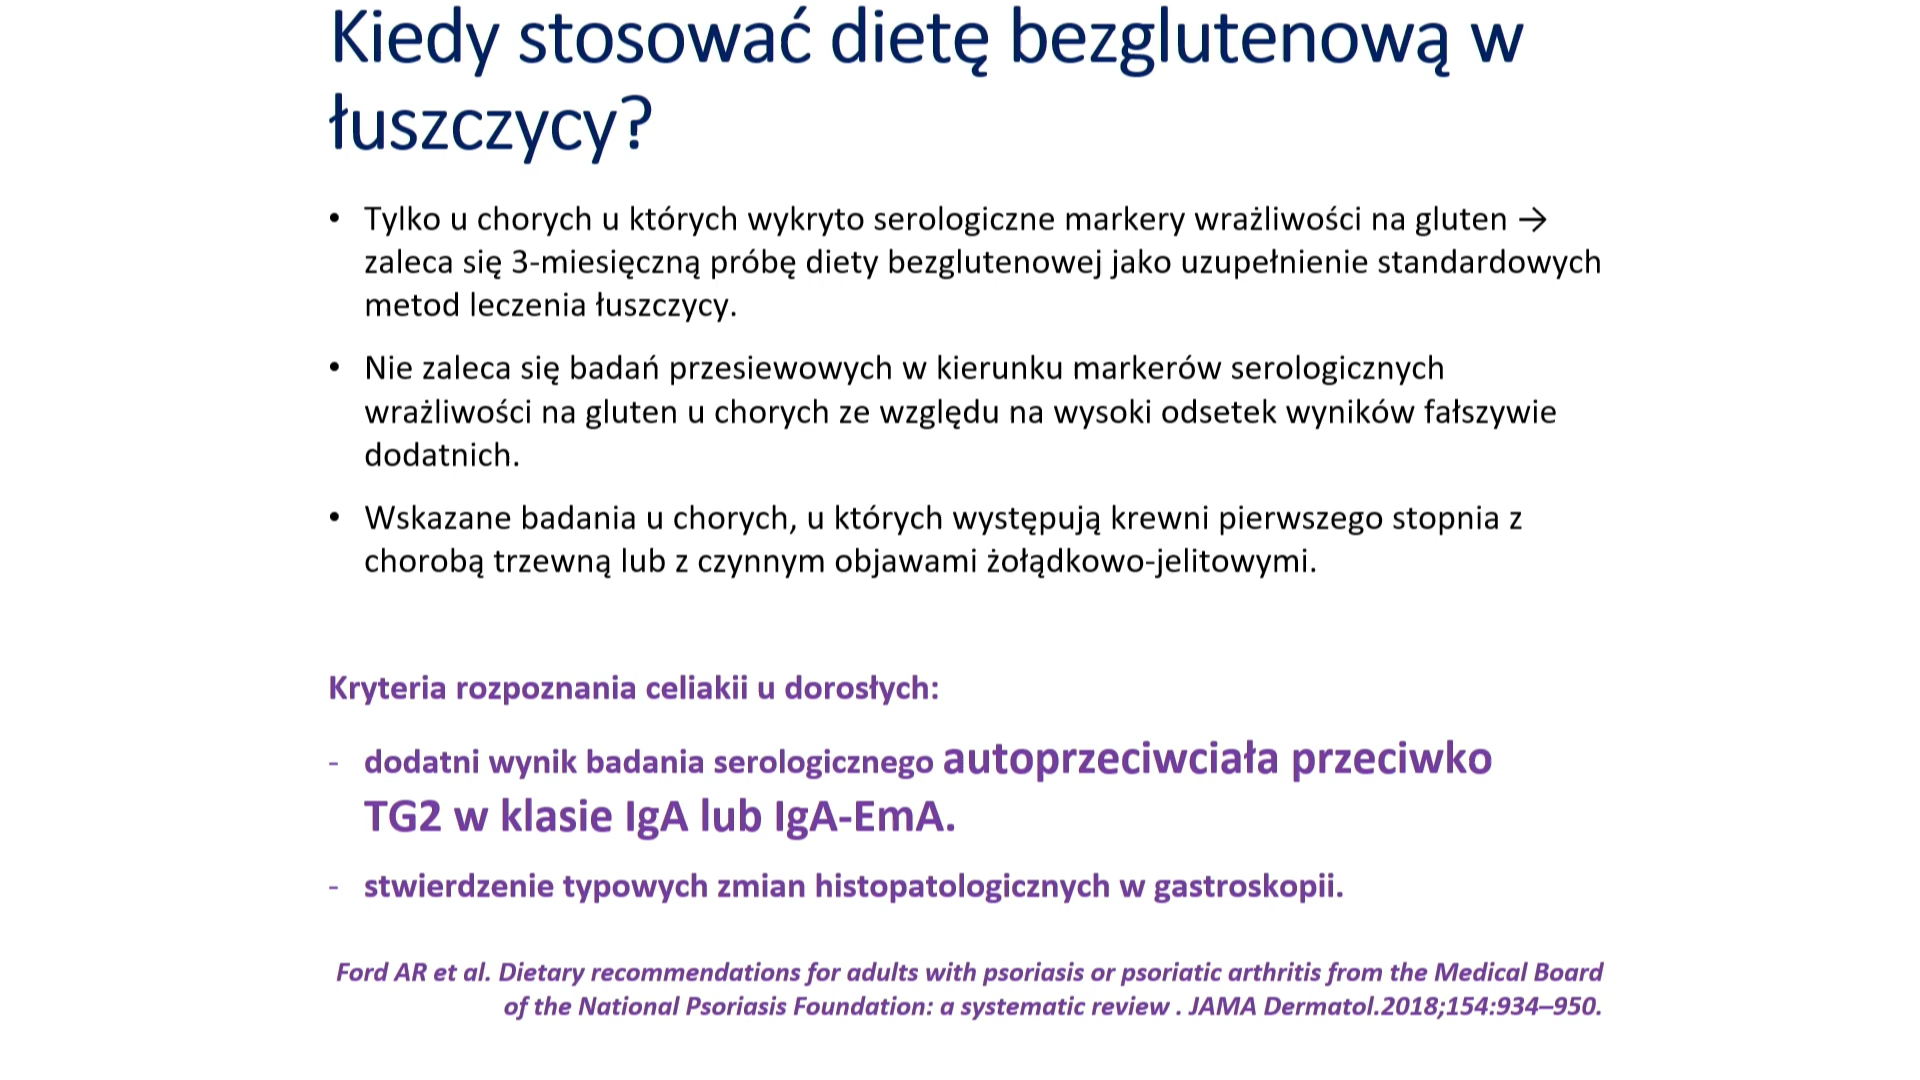 Kiedy stosować dietę bezglutenową w
łuszczycy?
• Tylko u chorych u których wykryto serologiczne markery wrażliwości na gluten →
zaleca się 3-miesięczną próbę diety bezglutenowej jako uzupełnienie standardowych
metod leczenia łuszczycy.
• Nie zaleca się badań przesiewowych w kierunku markerów serologicznych
wrażliwości na gluten u chorych ze względu na wysoki odsetek wyników fałszywie
dodatnich.
• Wskazane badania u chorych, u których występują krewni pierwszego stopnia z
chorobą trzewną lub z czynnym objawami żołądkowo-jelitowymi.
Kryteria rozpoznania celiakii u dorosłych:
- dodatni wynik badania serologicznego autoprzeciwciała przeciwko
TG2 w klasie IgA lub IgA-EmA.
- stwierdzenie typowych zmian histopatologicznych w gastroskopii.
Ford AR et al. Dietary recommendations for adults with psoriasis or psoriatic arthritis from the Medical Board
of the National Psoriasis Foundation: a systematic review . JAMA Dermatol.2018;154:934–950.